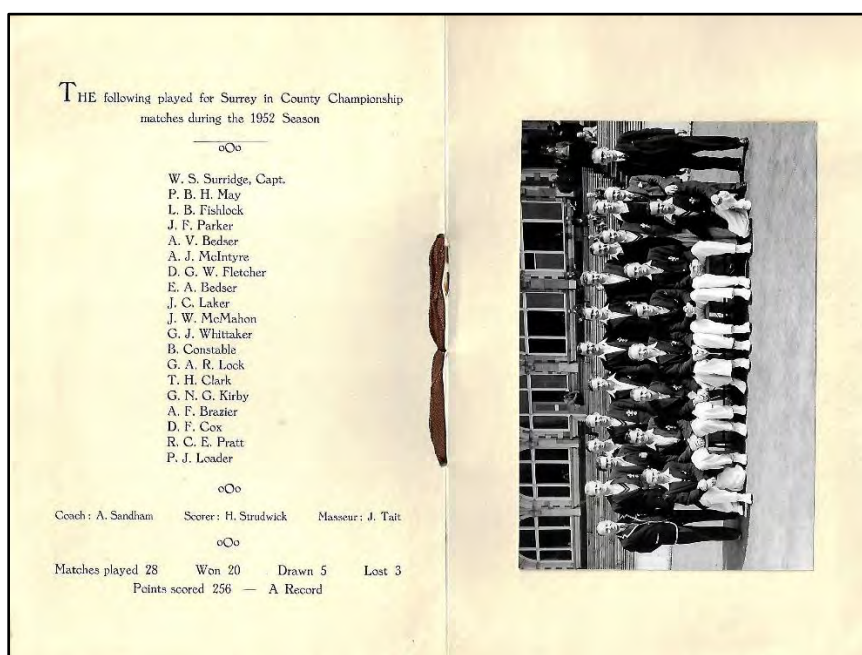 THE following played for Surrey in County Championship
matches during the 1952 Season
oOo
W. S. Surridge, Capt.
P. B. H. May
L. B. Fishlock
J. F. Parker
A. V. Bedser
A. J. McIntyre
D. G. W. Fletcher
E. A. Bedser
J. C. Laker
J. W. McMahon
G. J. Whittaker
B. Constable
G. A. R. Lock
T. H. Clark
G. N. G. Kirby
A. F. Brazier
D. F. Cox
R. C. E. Pratt
P. J. Loader
oOo
Coach : A. Sandham Scorer : H. Strudwick Masseur : J. Tait
oOo
Matches played 28 Won 20 Drawn 5 Lost 3
Points scored 256 — A Record